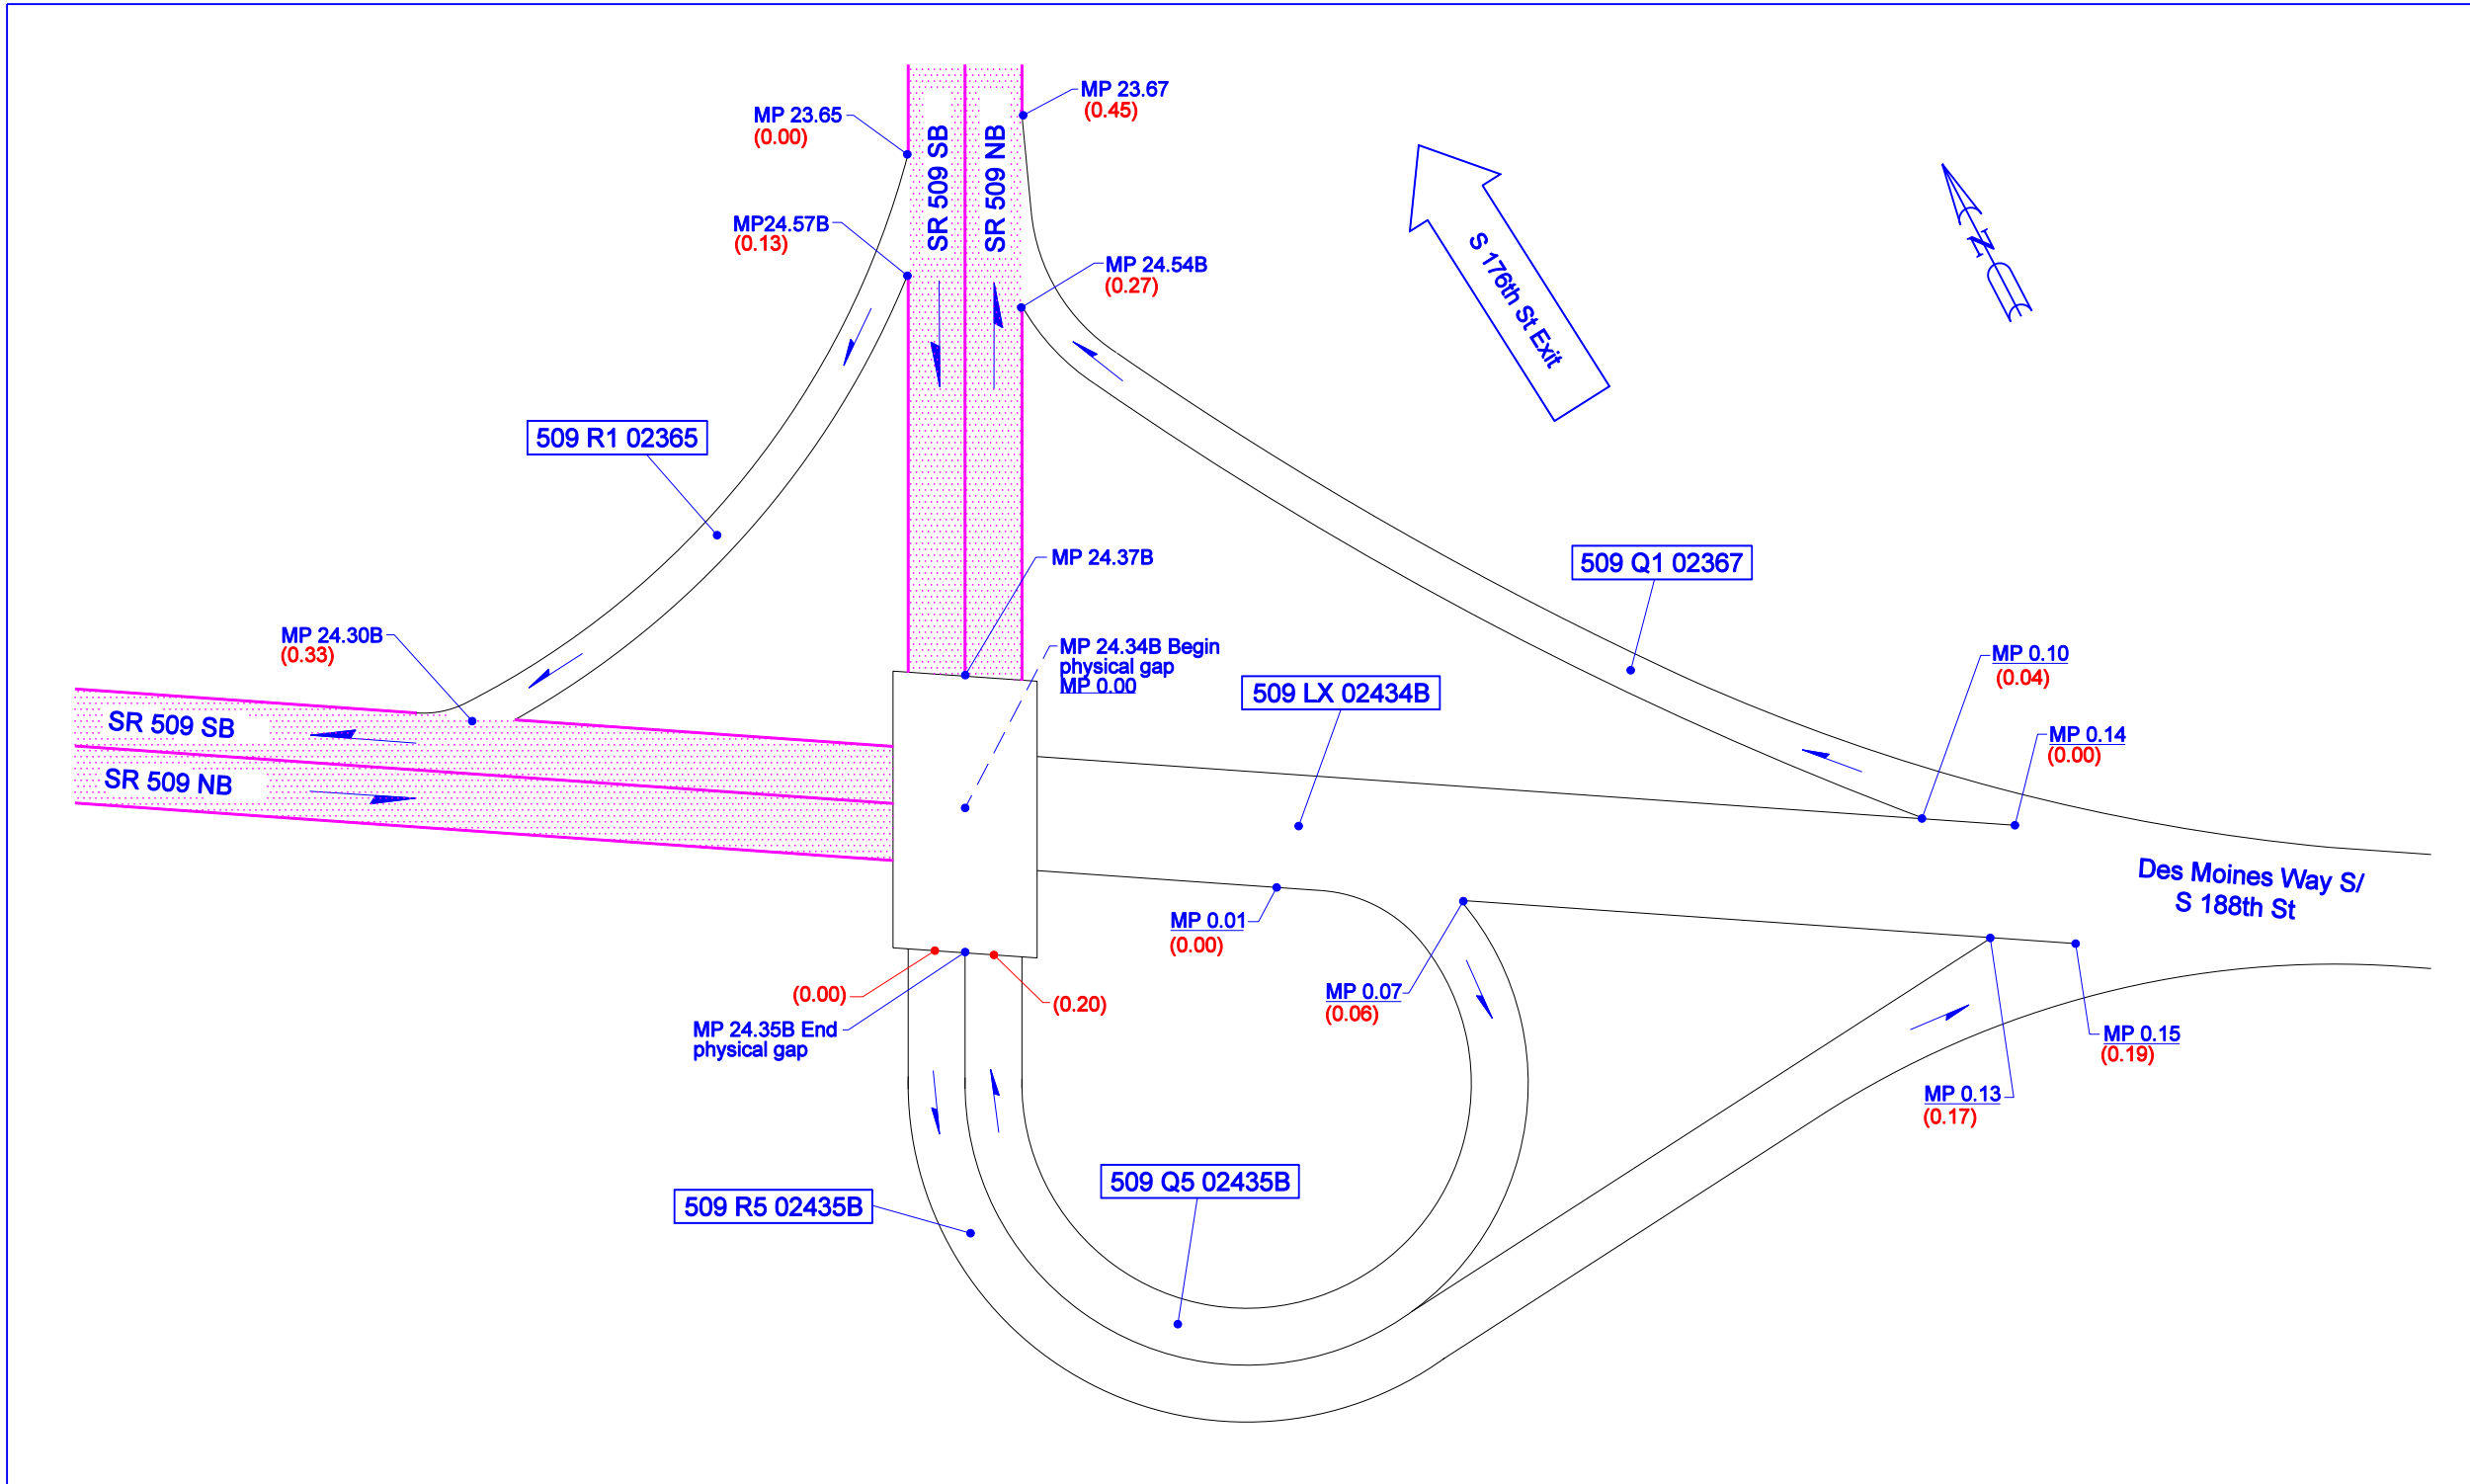 MP 23.67
(0.45)
MP 23.65
(0.00)
SR 509 SB
SR 509 NB
MP24.57B
(0.13)
MP 24.54B
(0.27)
S 176th St Exit
N
509 R1 02365
MP 24.37B
509 Q1 02367
MP 24.30B
(0.33)
MP 24.34B Begin
physical gap
MP 0.00
MP 0.10
(0.04)
509 LX 02434B
SR 509 SB
SR 509 NB
MP 0.14
(0.00)
Des Moines Way S/
S 188th St
MP 0.01
(0.00)
MP 0.07
(0.06)
(0.00)
(0.20)
MP 24.35B End
physical gap
MP 0.15
(0.19)
MP 0.13
(0.17)
509 Q5 02435B
509 R5 02435B